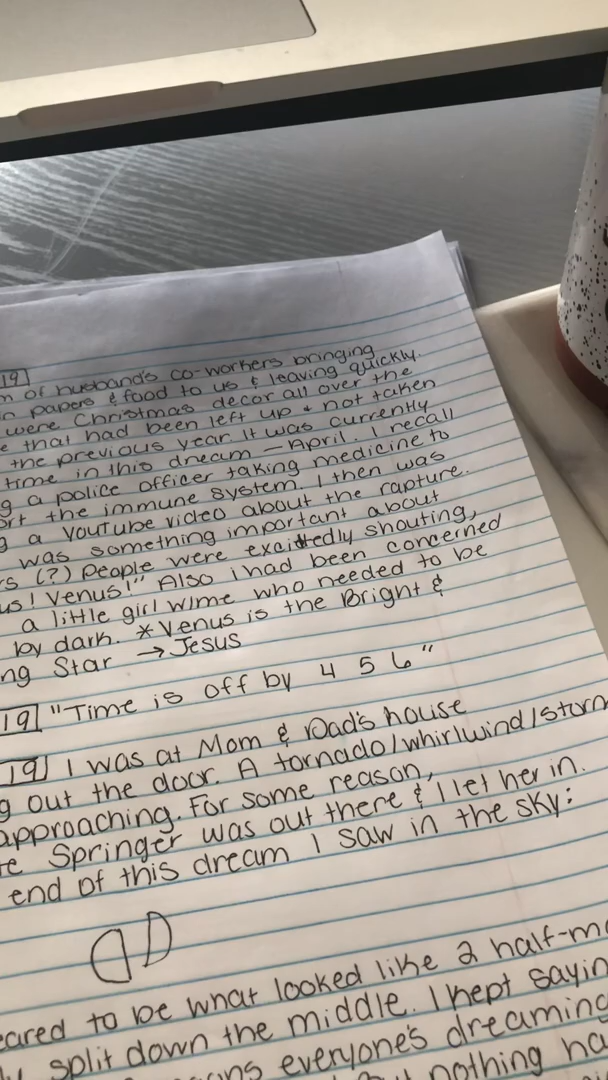 19
of husband's co-workers bringing
papers & food to us & leaving quickly.
were Christmas decor all over the
that had been left up & not taken
the previous year. It was currently
time in this dream – April. I recall
a police officer taking medicine to
the immune system. I then was
a YouTube video about the rapture.
was something important about
(?) People were excitedly shouting,
us! Venus!" Also i had been concerned
a little girl w/me who needed to be
by dark. *Venus is the Bright &
ng Star → Jesus
19 "Time is off by 4 5 6"
19 I was at Mom & Dad's house
g out the door. A tornado/whirlwind/storm
approaching. For some reason,
Springer was out there & I let her in.
end of this dream I saw in the sky:
eared to be what looked like 2 half-mo
split down the middle. I kept sayin
everyone's dreaming
nothing ha